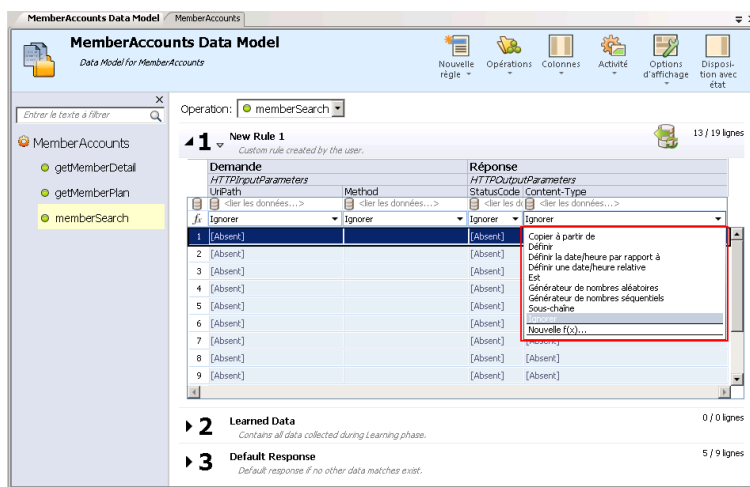 MemberAccounts Data Model
MemberAccounts
MemberAccounts Data Model
Data Model for MemberAccounts
Nouvelle règle
Opérations
Colonnes
Activité
Options d'affichage
Disposi-tion avec état
Entrer le texte à filtrer
MemberAccounts
getMemberDetail
getMemberPlan
memberSearch
Operation: memberSearch
1 New Rule 1
13 / 19 lignes
Custom rule created by the user.
Demande Réponse
HTTPInputParameters HTTPOutputParameters
UriPath Method StatusCode Content-Type
<lier les données...> <lier les données...> <lier les d <lier les données...>
fx Ignorer Ignorer Ignorer Ignorer
1 [Absent] [Absent]
2 [Absent] [Absent]
3 [Absent] [Absent]
4 [Absent] [Absent]
5 [Absent] [Absent]
6 [Absent] [Absent]
7 [Absent] [Absent] [Absent]
8 [Absent] [Absent] [Absent]
9 [Absent] [Absent] [Absent]
Copier à partir de
Définir
Définir la date/heure par rapport à
Définir une date/heure relative
Est
Générateur de nombres aléatoires
Générateur de nombres séquentiels
Sous-chaîne
Ignorer
Nouvelle f(x)...
2 Learned Data
0 / 0 lignes
Contains all data collected during Learning phase.
3 Default Response
5 / 9 lignes
Default response if no other data matches exist.